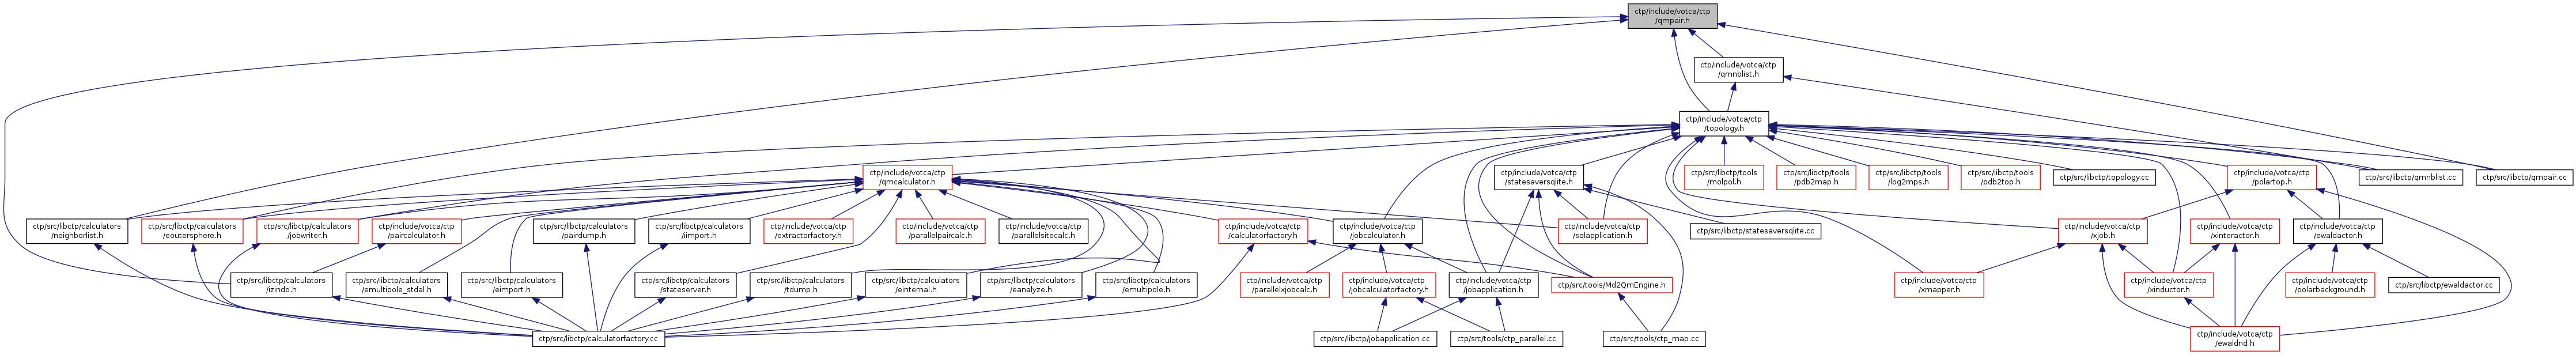 ctp/include/votca/ctp
/qmpair.h
ctp/include/votca/ctp
/qmnblist.h
ctp/include/votca/ctp
/topology.h
ctp/include/votca/ctp
/qmcalculator.h
ctp/include/votca/ctp
/statesaversqlite.h
ctp/src/libctp/tools
/molpol.h
ctp/src/libctp/tools
/pdb2map.h
ctp/src/libctp/tools
/log2mps.h
ctp/src/libctp/tools
/pdb2top.h
ctp/src/libctp/topology.cc
ctp/include/votca/ctp
/polartop.h
ctp/src/libctp/qmnblist.cc
ctp/src/libctp/qmpair.cc
ctp/src/libctp/calculators
/neighborlist.h
ctp/src/libctp/calculators
/eoutersphere.h
ctp/src/libctp/calculators
/jobwriter.h
ctp/include/votca/ctp
/paircalculator.h
ctp/src/libctp/calculators
/pairdump.h
ctp/src/libctp/calculators
/iimport.h
ctp/include/votca/ctp
/extractorfactory.h
ctp/include/votca/ctp
/parallelpaircalc.h
ctp/include/votca/ctp
/parallelsitecalc.h
ctp/include/votca/ctp
/calculatorfactory.h
ctp/include/votca/ctp
/jobcalculator.h
ctp/include/votca/ctp
/sqlapplication.h
ctp/src/libctp/statesaversqlite.cc
ctp/include/votca/ctp
/xjob.h
ctp/include/votca/ctp
/xinteractor.h
ctp/include/votca/ctp
/ewaldactor.h
ctp/src/libctp/calculators
/izindo.h
ctp/src/libctp/calculators
/emultipole_stdal.h
ctp/src/libctp/calculators
/eimport.h
ctp/src/libctp/calculators
/stateserver.h
ctp/src/libctp/calculators
/tdump.h
ctp/src/libctp/calculators
/einternal.h
ctp/src/libctp/calculators
/eanalyze.h
ctp/src/libctp/calculators
/emultipole.h
ctp/include/votca/ctp
/parallelxjobcalc.h
ctp/include/votca/ctp
/jobcalculatorfactory.h
ctp/include/votca/ctp
/jobapplication.h
ctp/src/tools/Md2QmEngine.h
ctp/include/votca/ctp
/xmapper.h
ctp/include/votca/ctp
/xinductor.h
ctp/include/votca/ctp
/polarbackground.h
ctp/src/libctp/ewaldactor.cc
ctp/src/libctp/calculatorfactory.cc
ctp/src/libctp/jobapplication.cc
ctp/src/tools/ctp_parallel.cc
ctp/src/tools/ctp_map.cc
ctp/include/votca/ctp
/ewaldnd.h